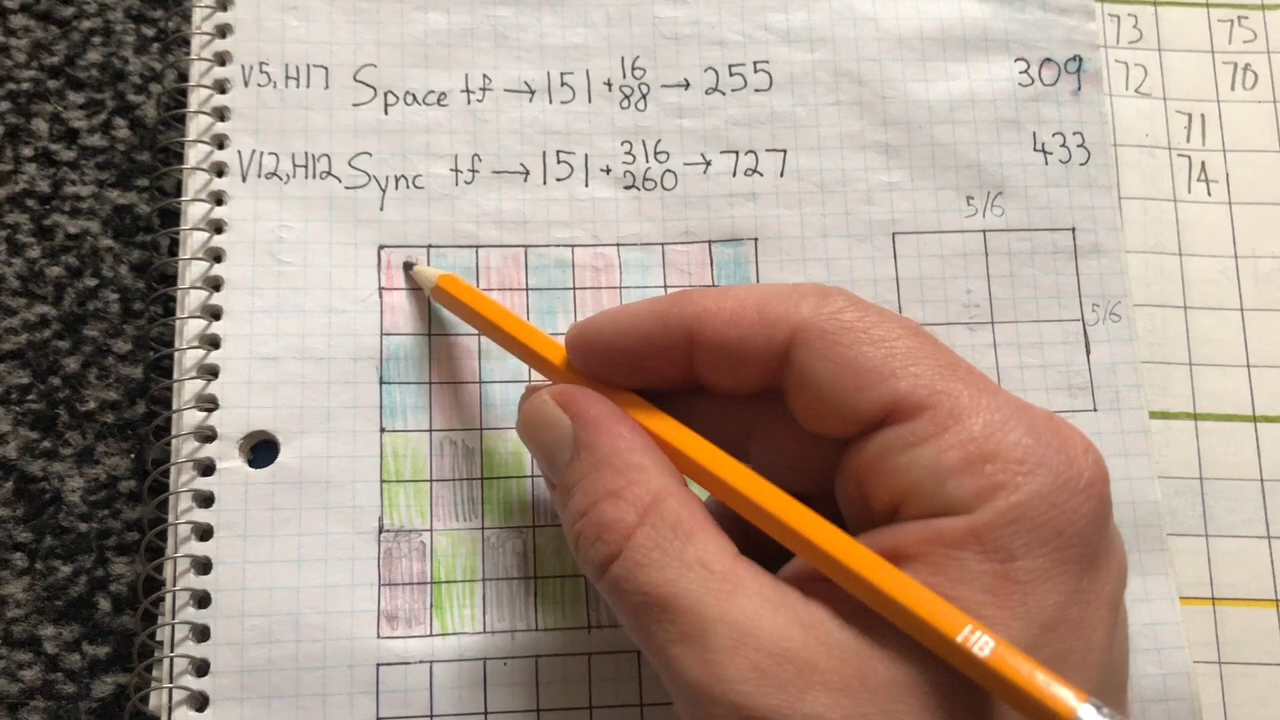 V5,H17 Space tf → 151 + 16 88 → 255 309
V12,H12 Sync tf → 151 + 316 260 → 727 433
5/6
5/6
HB
73 75
72 70
71
74